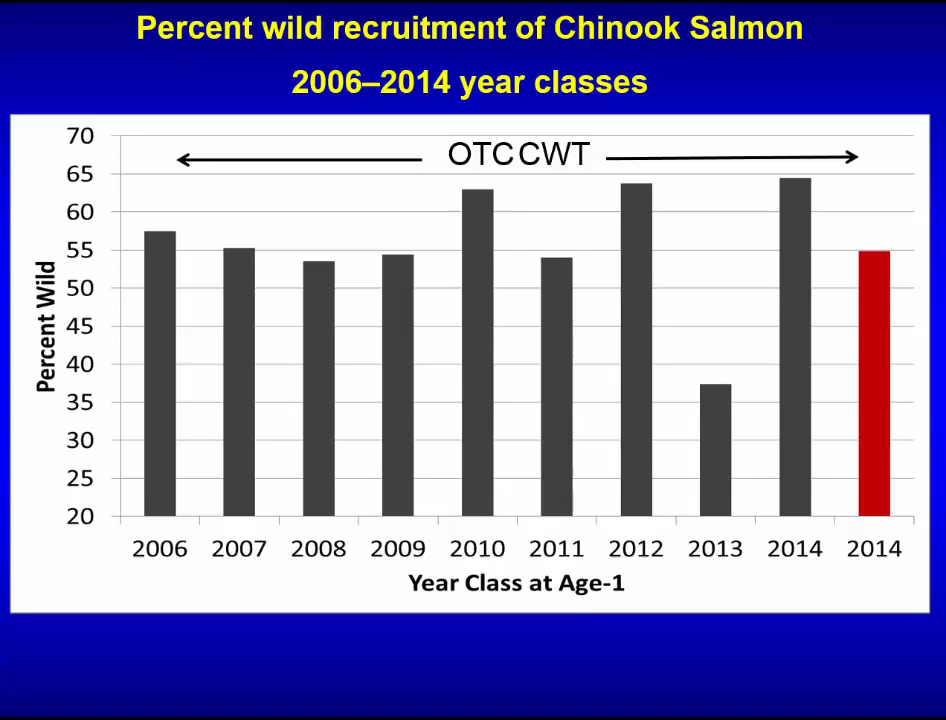 Percent wild recruitment of Chinook Salmon
2006–2014 year classes
OTC CWT
70
65
60
55
50
45
40
35
30
25
20
Percent Wild
2006 2007 2008 2009 2010 2011 2012 2013 2014 2014
Year Class at Age-1